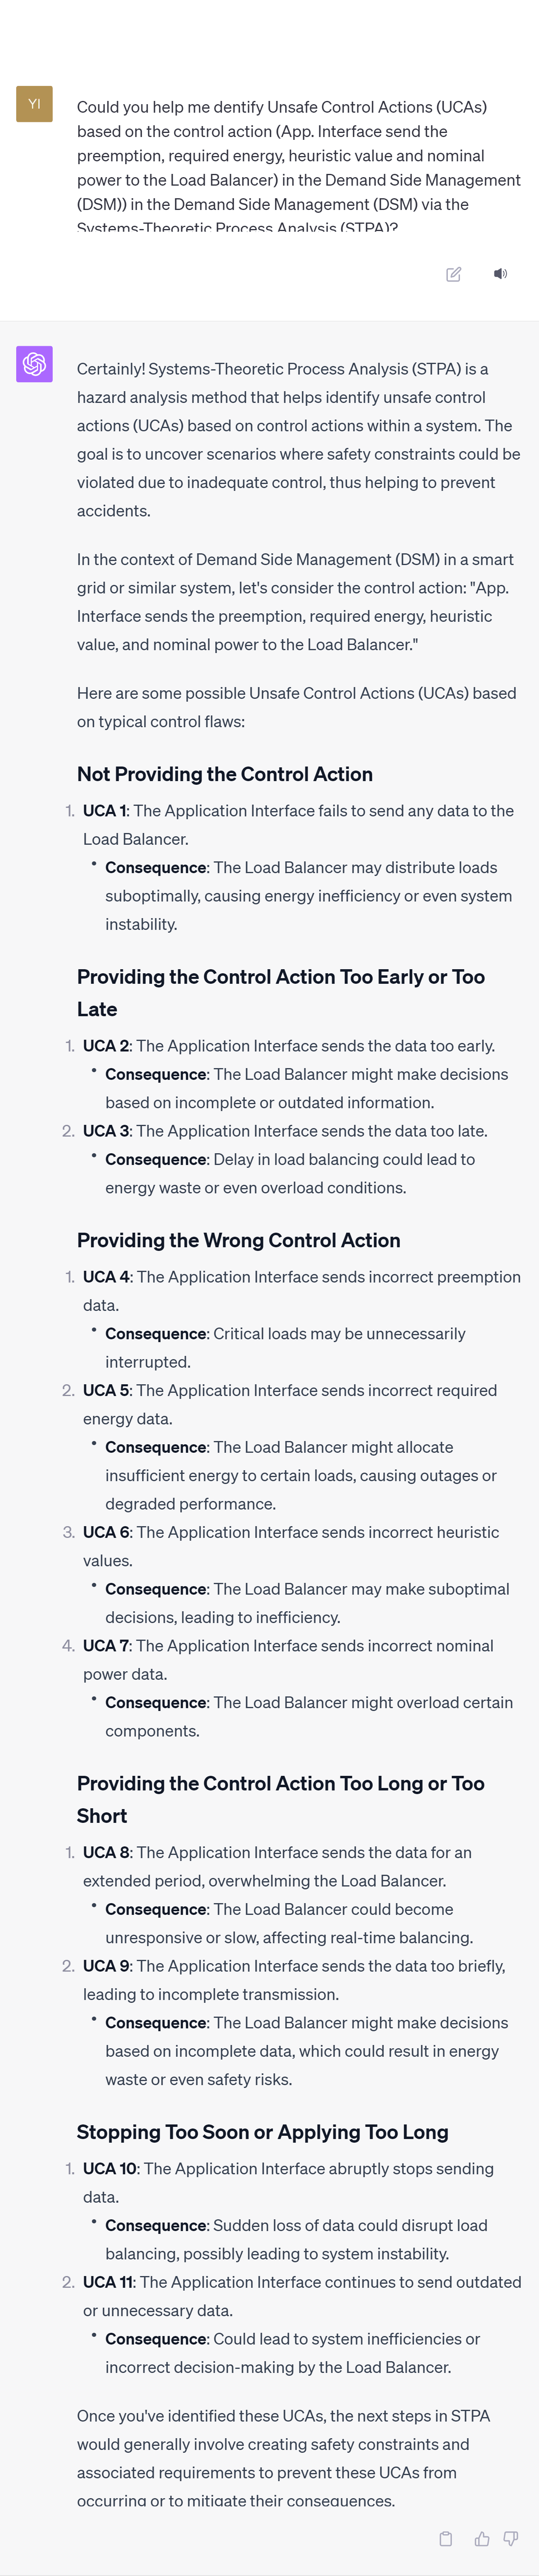 YI
Could you help me dentify Unsafe Control Actions (UCAs)
based on the control action (App. Interface send the
preemption, required energy, heuristic value and nominal
power to the Load Balancer) in the Demand Side Management
(DSM)) in the Demand Side Management (DSM) via the
Systems-Theoretic Process Analysis (STPA)?
Certainly! Systems-Theoretic Process Analysis (STPA) is a
hazard analysis method that helps identify unsafe control
actions (UCAs) based on control actions within a system. The
goal is to uncover scenarios where safety constraints could be
violated due to inadequate control, thus helping to prevent
accidents.
In the context of Demand Side Management (DSM) in a smart
grid or similar system, let's consider the control action: "App.
Interface sends the preemption, required energy, heuristic
value, and nominal power to the Load Balancer."
Here are some possible Unsafe Control Actions (UCAs) based
on typical control flaws:
Not Providing the Control Action
1. UCA 1: The Application Interface fails to send any data to the
Load Balancer.
• Consequence: The Load Balancer may distribute loads
suboptimally, causing energy inefficiency or even system
instability.
Providing the Control Action Too Early or Too
Late
1. UCA 2: The Application Interface sends the data too early.
• Consequence: The Load Balancer might make decisions
based on incomplete or outdated information.
2. UCA 3: The Application Interface sends the data too late.
• Consequence: Delay in load balancing could lead to
energy waste or even overload conditions.
Providing the Wrong Control Action
1. UCA 4: The Application Interface sends incorrect preemption
data.
• Consequence: Critical loads may be unnecessarily
interrupted.
2. UCA 5: The Application Interface sends incorrect required
energy data.
• Consequence: The Load Balancer might allocate
insufficient energy to certain loads, causing outages or
degraded performance.
3. UCA 6: The Application Interface sends incorrect heuristic
values.
• Consequence: The Load Balancer may make suboptimal
decisions, leading to inefficiency.
4. UCA 7: The Application Interface sends incorrect nominal
power data.
• Consequence: The Load Balancer might overload certain
components.
Providing the Control Action Too Long or Too
Short
1. UCA 8: The Application Interface sends the data for an
extended period, overwhelming the Load Balancer.
• Consequence: The Load Balancer could become
unresponsive or slow, affecting real-time balancing.
2. UCA 9: The Application Interface sends the data too briefly,
leading to incomplete transmission.
• Consequence: The Load Balancer might make decisions
based on incomplete data, which could result in energy
waste or even safety risks.
Stopping Too Soon or Applying Too Long
1. UCA 10: The Application Interface abruptly stops sending
data.
• Consequence: Sudden loss of data could disrupt load
balancing, possibly leading to system instability.
2. UCA 11: The Application Interface continues to send outdated
or unnecessary data.
• Consequence: Could lead to system inefficiencies or
incorrect decision-making by the Load Balancer.
Once you've identified these UCAs, the next steps in STPA
would generally involve creating safety constraints and
associated requirements to prevent these UCAs from
occurring or to mitigate their consequences.